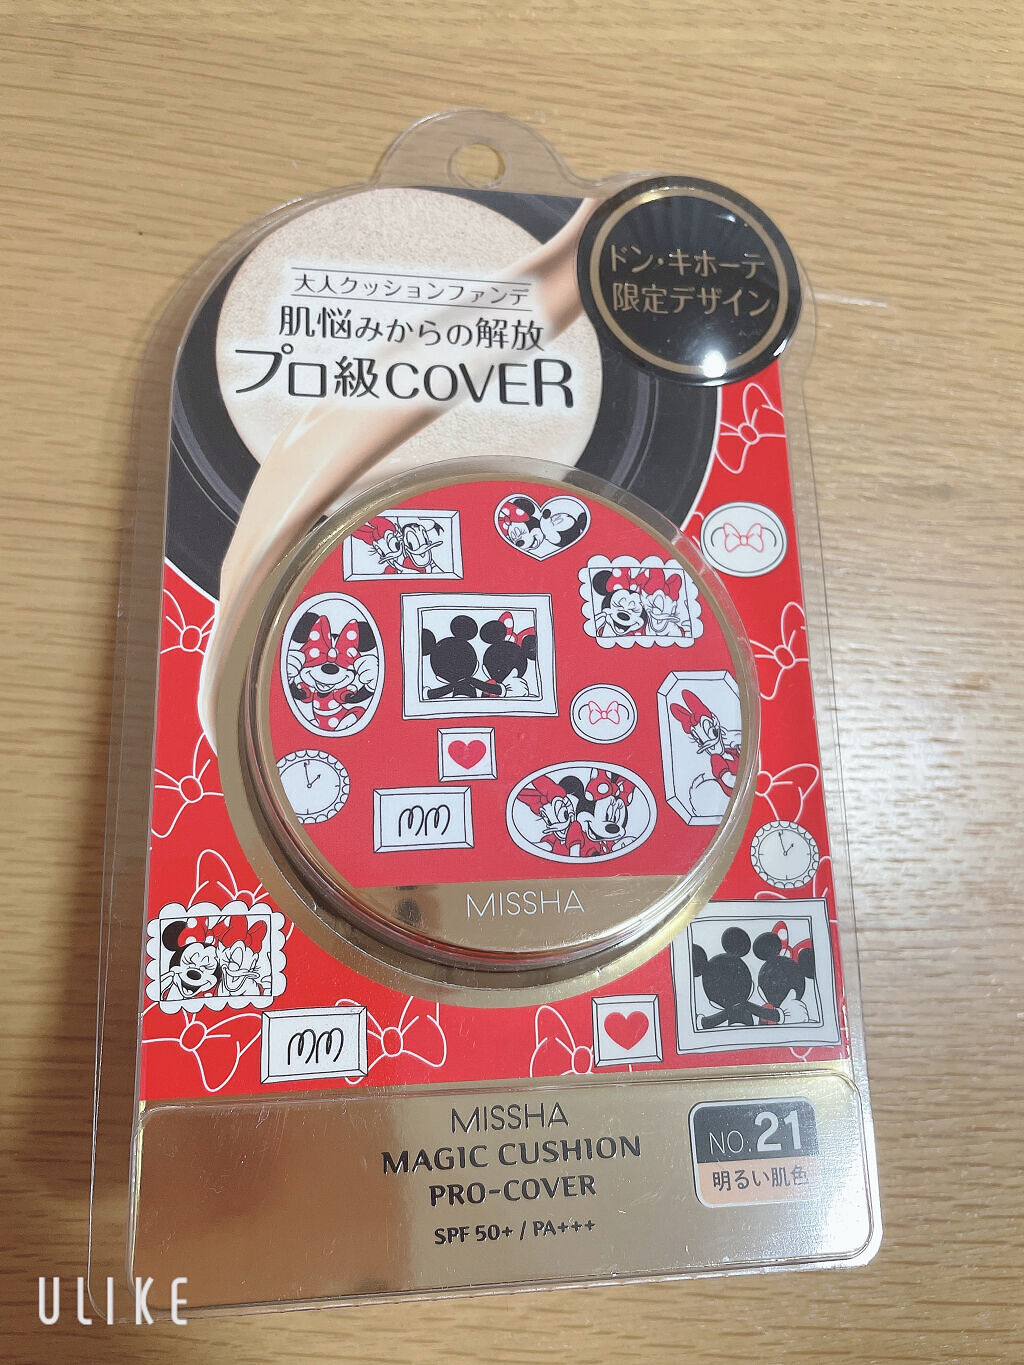 ドン・キホーテ
限定デザイン
大人クッションファンデ
肌悩みからの解放
プロ級COVER
MISSHA
MISSHA
MAGIC CUSHION
PRO-COVER
SPF 50+ / PA+++
NO.21
明るい肌色
ULIKE